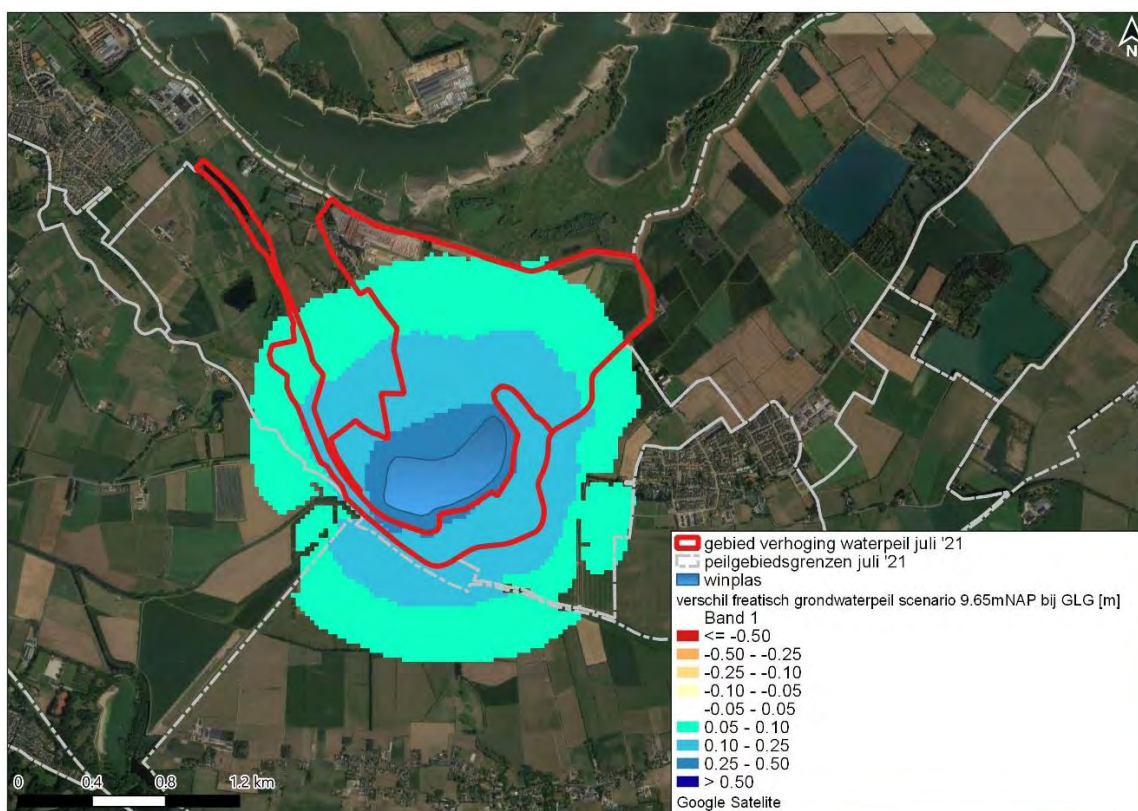 N
gebied verhoging waterpeil juli '21
peilgebiedsgrenzen juli '21
winplas
verschil freatisch grondwaterpeil scenario 9.65mNAP bij GLG [m]
Band 1
<= -0.50
-0.50 - -0.25
-0.25 - -0.10
-0.10 - -0.05
-0.05 - 0.05
0.05 - 0.10
0.10 - 0.25
0.25 - 0.50
> 0.50
Google Satelite
0 0.4 0.8 1.2 km